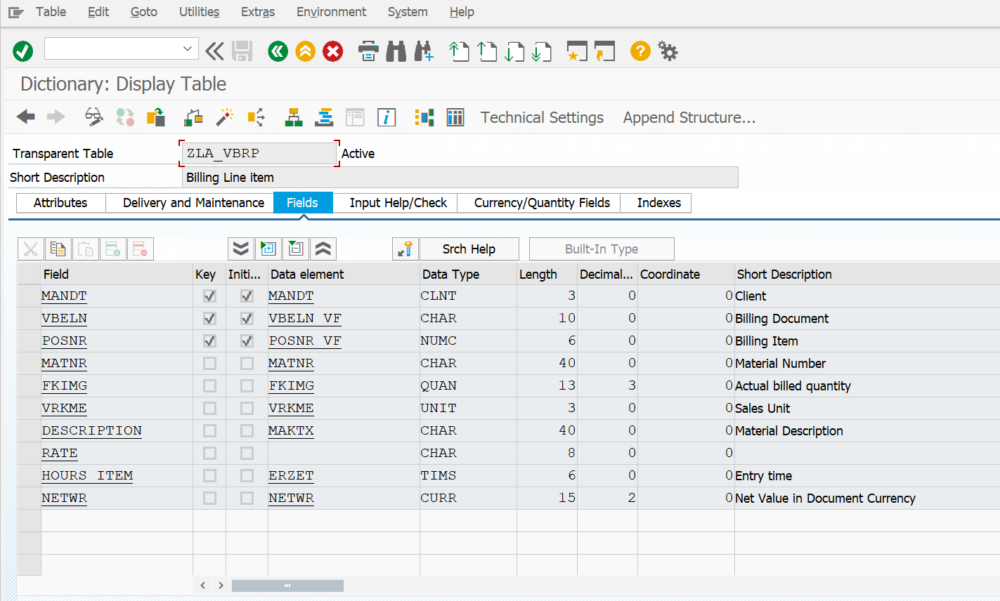 Table Edit Goto Utilities Extras Environment System Help
Dictionary: Display Table
Technical Settings Append Structure...
Transparent Table ZLA_VBRP Active
Short Description Billing Line item
Attributes Delivery and Maintenance Fields Input Help/Check Currency/Quantity Fields Indexes
Srch Help Built-In Type
Field Key Initi... Data element Data Type Length Decimal... Coordinate Short Description
MANDT MANDT CLNT 3 0 0 Client
VBELN VBELN_VF CHAR 10 0 0 Billing Document
POSNR POSNR_VF NUMC 6 0 0 Billing Item
MATNR MATNR CHAR 40 0 0 Material Number
FKIMG FKIMG QUAN 13 3 0 Actual billed quantity
VRKME VRKME UNIT 3 0 0 Sales Unit
DESCRIPTION MAKTX CHAR 40 0 0 Material Description
RATE CHAR 8 0 0
HOURS_ITEM ERZET TIMS 6 0 0 Entry time
NETWR NETWR CURR 15 2 0 Net Value in Document Currency